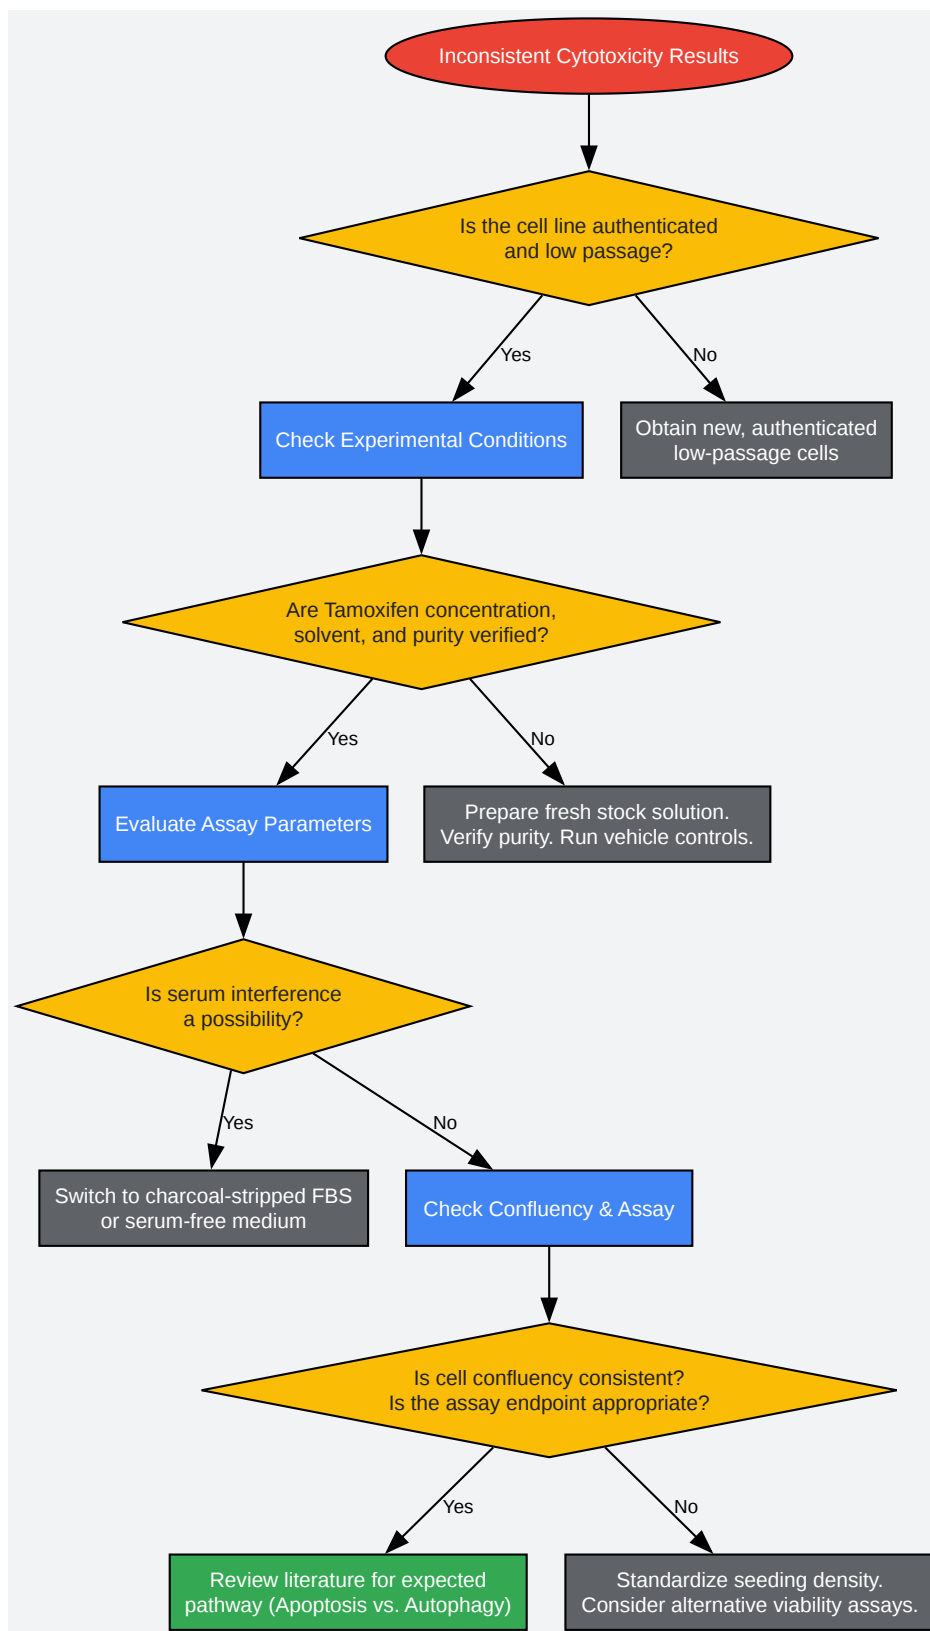 Inconsistent Cytotoxicity Results
Is the cell line authenticated
and low passage?
Yes
No
Check Experimental Conditions
Obtain new, authenticated
low-passage cells
Are Tamoxifen concentration,
solvent, and purity verified?
Yes
No
Evaluate Assay Parameters
Prepare fresh stock solution.
Verify purity. Run vehicle controls.
Is serum interference
a possibility?
Yes
No
Switch to charcoal-stripped FBS
or serum-free medium
Check Confluency & Assay
Is cell confluency consistent?
Is the assay endpoint appropriate?
Yes
No
Review literature for expected
pathway (Apoptosis vs. Autophagy)
Standardize seeding density.
Consider alternative viability assays.